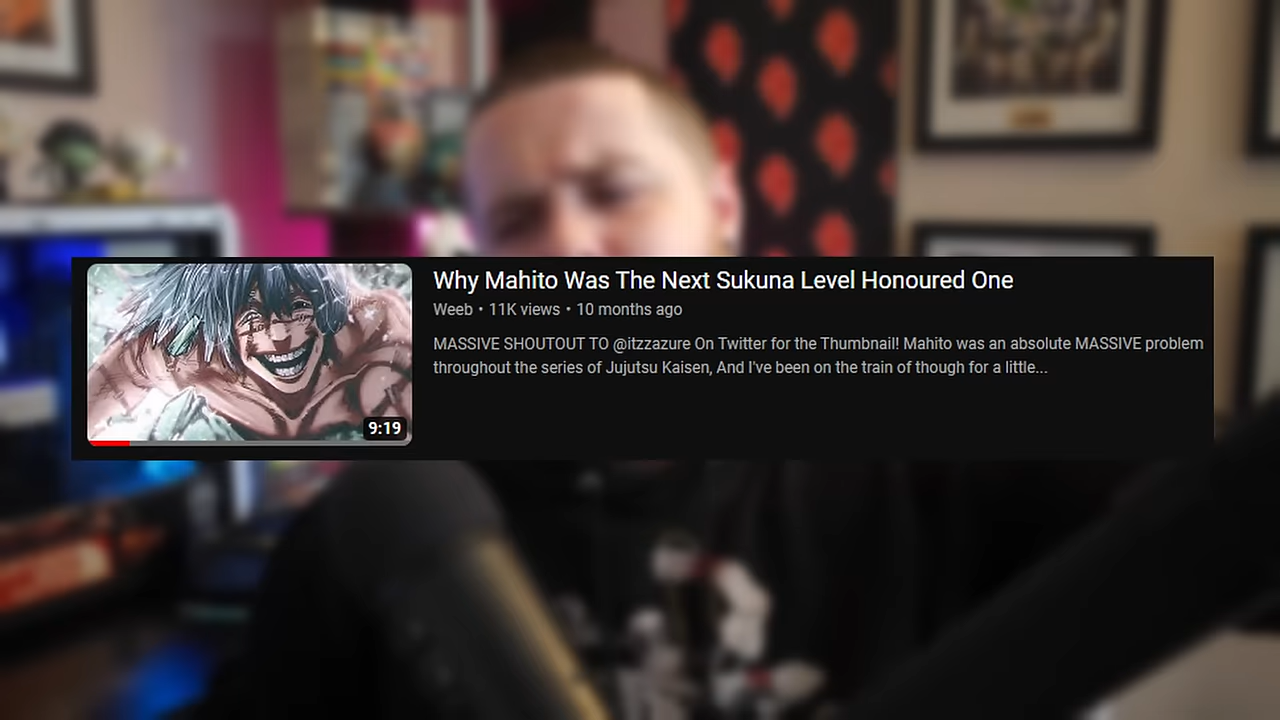 Why Mahito Was The Next Sukuna Level Honoured One
Weeb • 11K views • 10 months ago
MASSIVE SHOUTOUT TO @itzzazure On Twitter for the Thumbnail! Mahito was an absolute MASSIVE problem
throughout the series of Jujutsu Kaisen, And I've been on the train of though for a little...
9:19